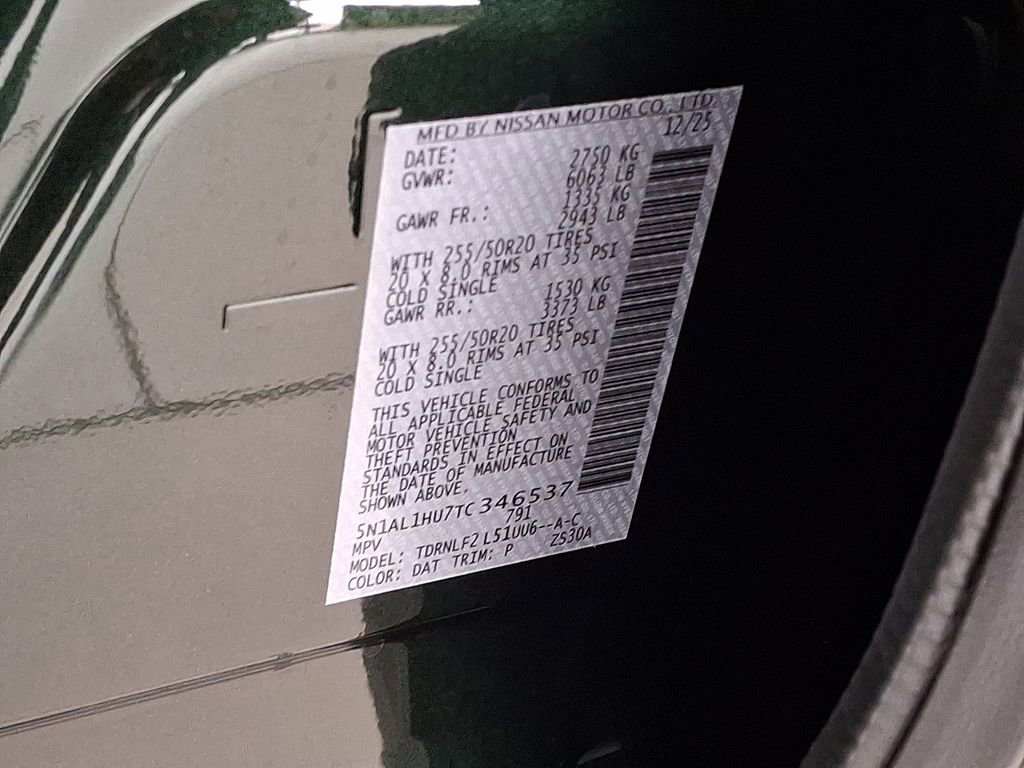 MFD BY NISSAN MOTOR CO., LTD.
DATE: 12/25
GVWR: 2750 KG
6063 LB
GAWR FR.: 1335 KG
2943 LB
WITH 255/50R20 TIRES
20 X 8.0 RIMS AT 35 PSI
COLD SINGLE
GAWR RR.: 1530 KG
3373 LB
WITH 255/50R20 TIRES
20 X 8.0 RIMS AT 35 PSI
COLD SINGLE
THIS VEHICLE CONFORMS TO
ALL APPLICABLE FEDERAL
MOTOR VEHICLE SAFETY AND
THEFT PREVENTION
STANDARDS IN EFFECT ON
THE DATE OF MANUFACTURE
SHOWN ABOVE.
5N1AL1HU7TC346537
MPV 791
MODEL: TDRNLF2 L51UU6--A-C
COLOR: DAT TRIM: P ZS30A